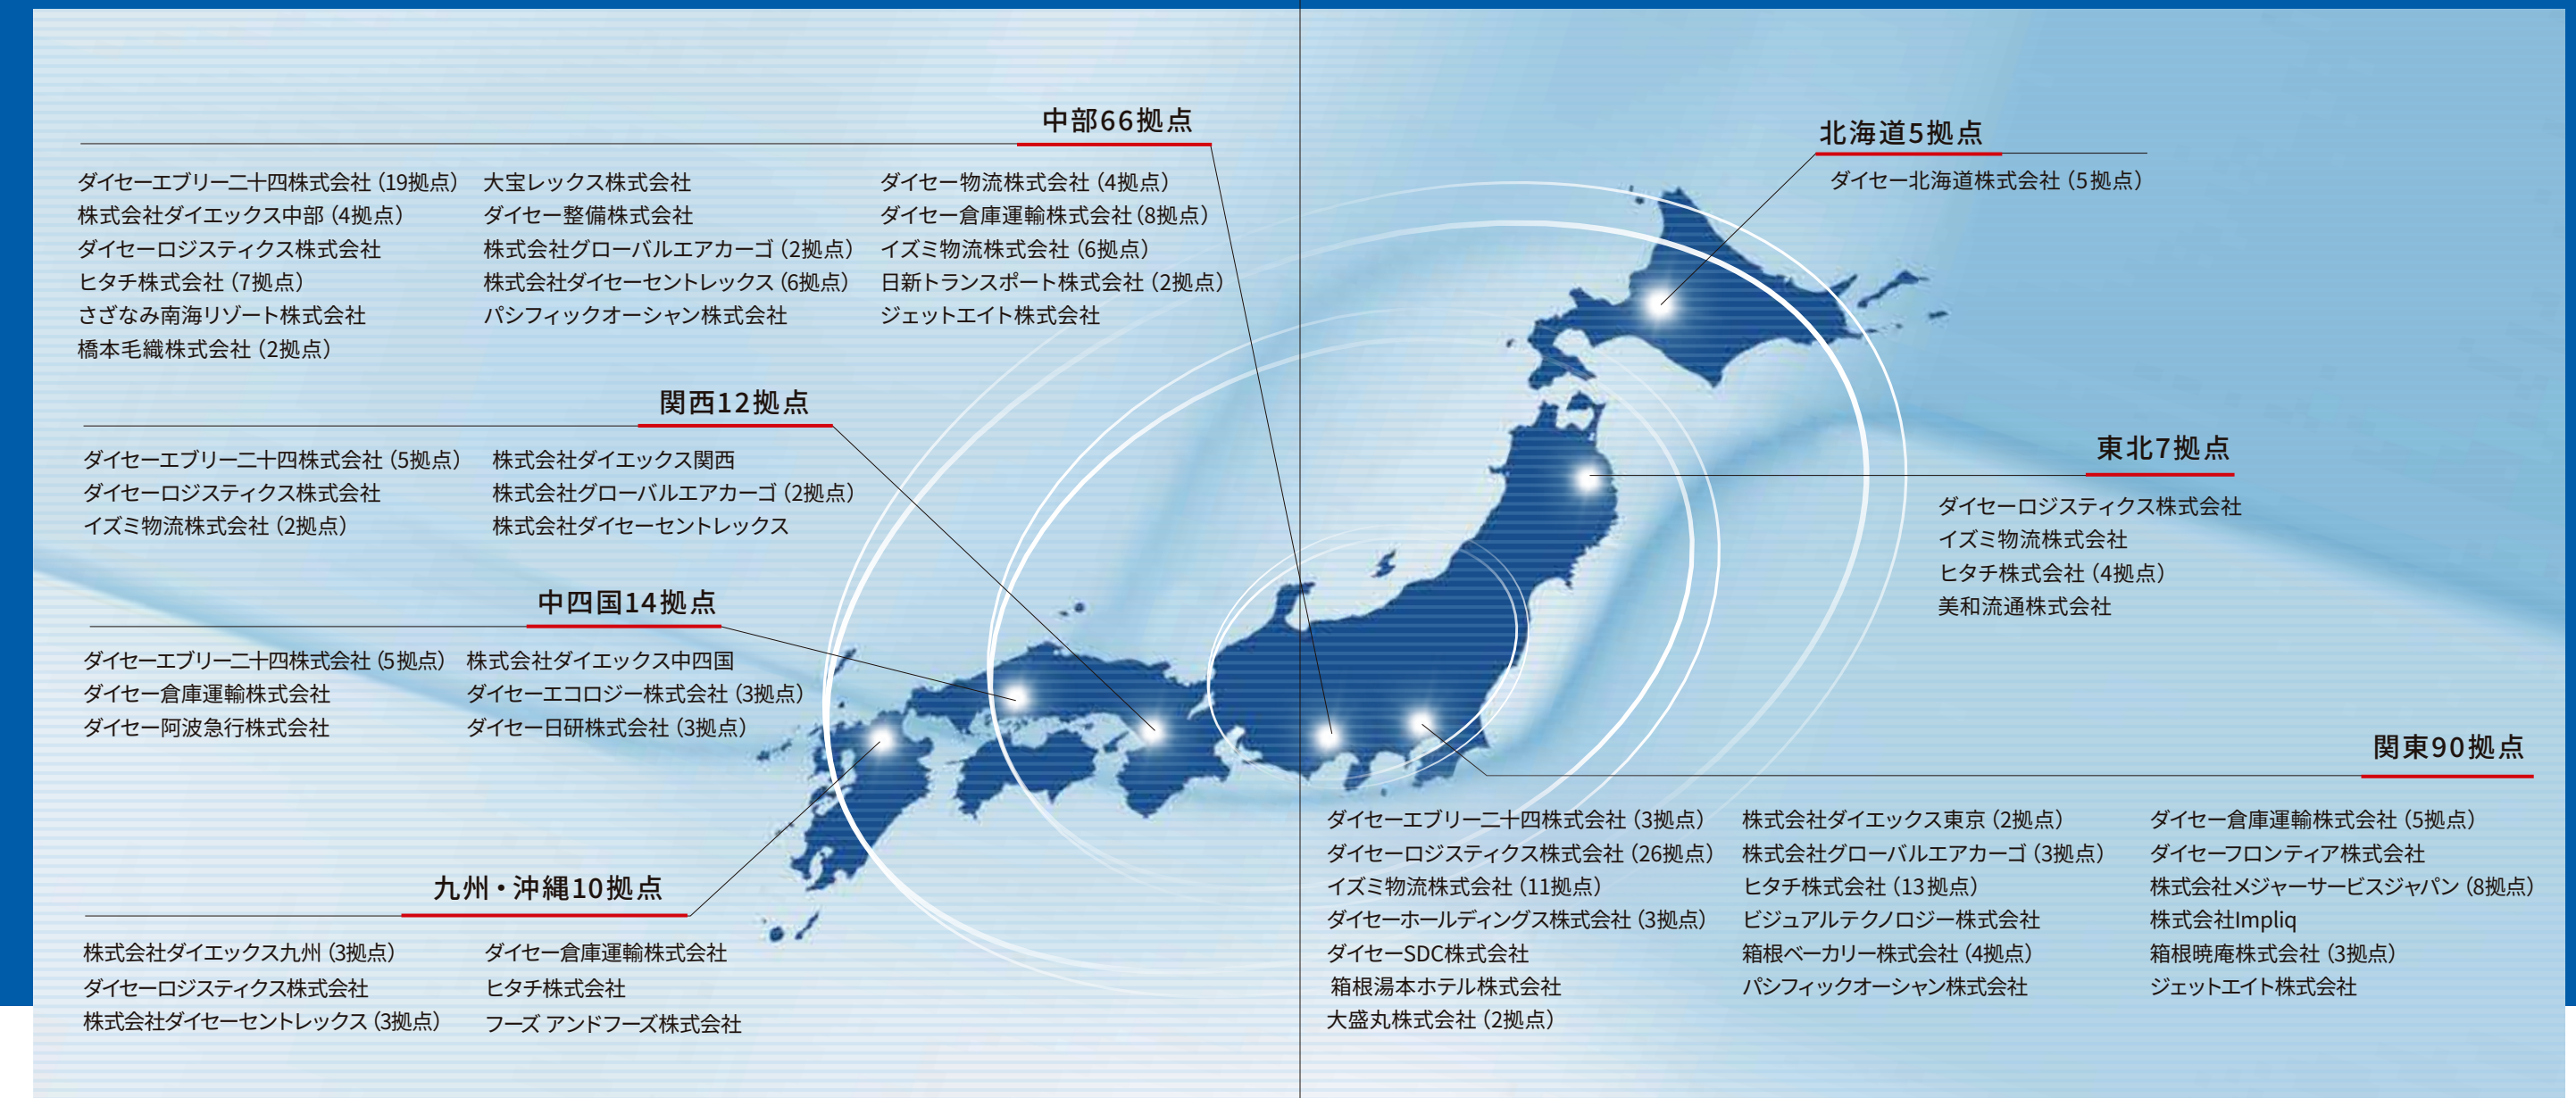 中部66拠点
ダイセーエブリー二十四株式会社（19拠点）
株式会社ダイエックス中部（4拠点）
ダイセーロジスティクス株式会社
ヒタチ株式会社（7拠点）
さざなみ南海リゾート株式会社
橋本毛織株式会社（2拠点）
大宝レックス株式会社
ダイセー整備株式会社
株式会社グローバルエアカーゴ（2拠点）
株式会社ダイセーセントレックス（6拠点）
パシフィックオーシャン株式会社
ダイセー物流株式会社（4拠点）
ダイセー倉庫運輸株式会社（8拠点）
イズミ物流株式会社（6拠点）
日新トランスポート株式会社（2拠点）
ジェットエイト株式会社
関西12拠点
ダイセーエブリー二十四株式会社（5拠点）
ダイセーロジスティクス株式会社
イズミ物流株式会社（2拠点）
株式会社ダイエックス関西
株式会社グローバルエアカーゴ（2拠点）
株式会社ダイセーセントレックス
中四国14拠点
ダイセーエブリー二十四株式会社（5拠点）
ダイセー倉庫運輸株式会社
ダイセー阿波急行株式会社
株式会社ダイエックス中四国
ダイセーエコロジー株式会社（3拠点）
ダイセー日研株式会社（3拠点）
九州・沖縄10拠点
株式会社ダイエックス九州（3拠点）
ダイセーロジスティクス株式会社
株式会社ダイセーセントレックス（3拠点）
ダイセー倉庫運輸株式会社
ヒタチ株式会社
フーズ アンドフーズ株式会社
北海道5拠点
ダイセー北海道株式会社（5拠点）
東北7拠点
ダイセーロジスティクス株式会社
イズミ物流株式会社
ヒタチ株式会社（4拠点）
美和流通株式会社
関東90拠点
ダイセーエブリー二十四株式会社（3拠点）
ダイセーロジスティクス株式会社（26拠点）
イズミ物流株式会社（11拠点）
ダイセーホールディングス株式会社（3拠点）
ダイセーSDC株式会社
箱根湯本ホテル株式会社
大盛丸株式会社（2拠点）
株式会社ダイエックス東京（2拠点）
株式会社グローバルエアカーゴ（3拠点）
ヒタチ株式会社（13拠点）
ビジュアルテクノロジー株式会社
箱根ベーカリー株式会社（4拠点）
パシフィックオーシャン株式会社
ダイセー倉庫運輸株式会社（5拠点）
ダイセーフロンティア株式会社
株式会社メジャーサービスジャパン（8拠点）
株式会社Impliq
箱根暁庵株式会社（3拠点）
ジェットエイト株式会社